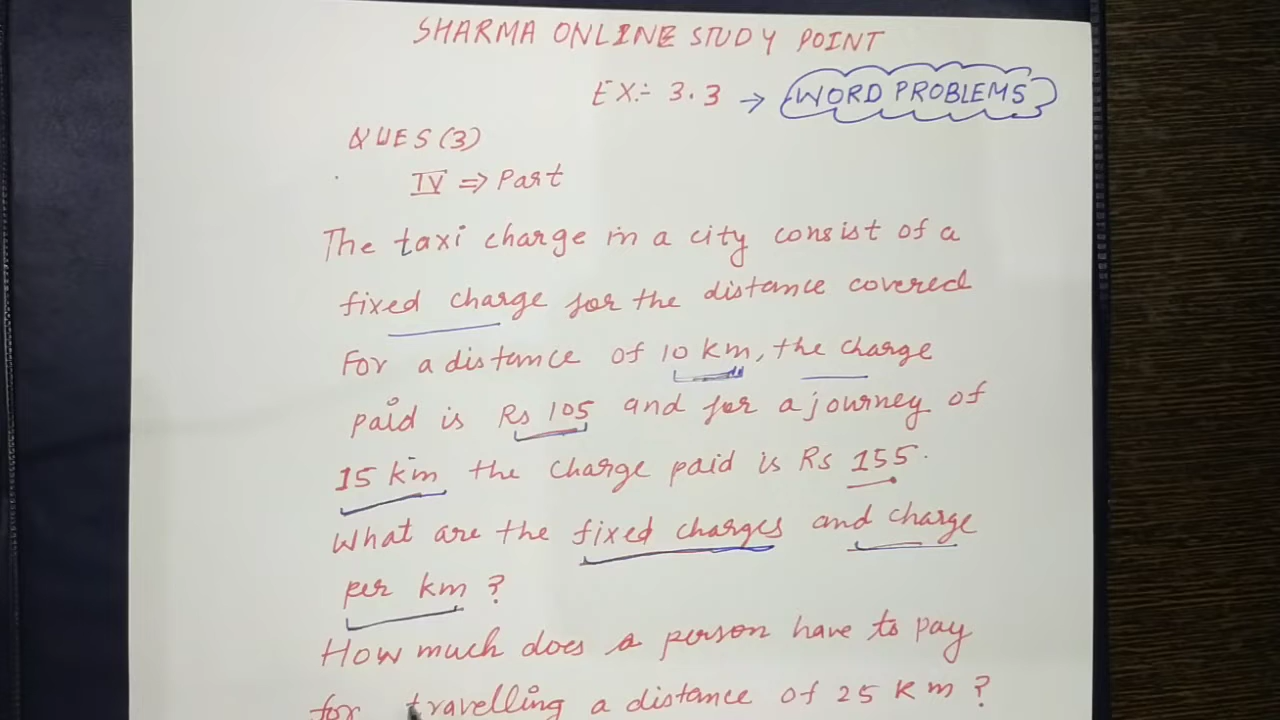 SHARMA ONLINE STUDY POINT
EX:- 3.3 → WORD PROBLEMS
QUES (3)
IV ⇒ Part
The taxi charge in a city consist of a
fixed charge for the distance covered
For a distance of 10 km, the charge
paid is Rs 105 and for a journey of
15 km the charge paid is Rs 155.
What are the fixed charges and charge
per km ?
How much does a person have to pay
for travelling a distance of 25 Km ?